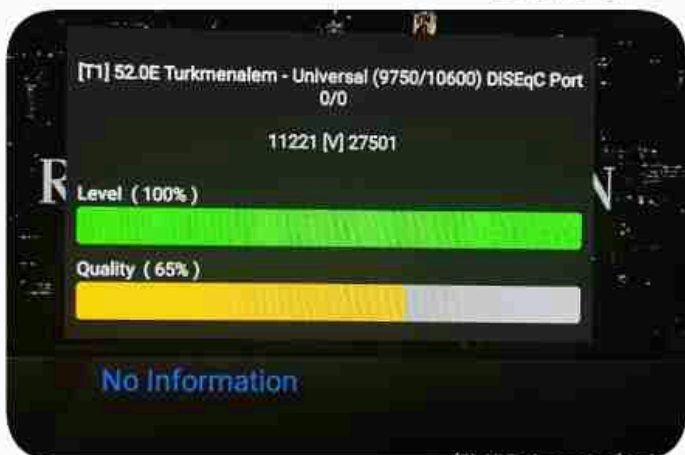 [T1] 52.0E Turkmenalem - Universal (9750/10600) DiSEqC Port
0/0
11221 [V] 27501
R
N
Level ( 100% )
Quality ( 65% )
No Information